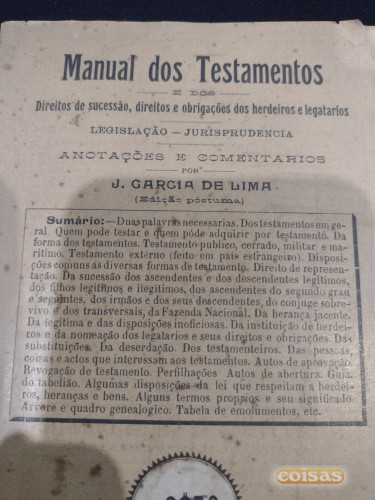 Manual dos Testamentos
E DOS
Direitos de sucessão, direitos e obrigações dos herdeiros e legatarios
LEGISLAÇÃO — JURISPRUDENCIA
ANOTAÇÕES E COMENTARIOS
POR
J. GARCIA DE LIMA
(Edição póstuma)
Sumário:—Duas palavras necessarias. Dos testamentos em ge-
ral. Quem pode testar e quem póde adquirir por testamento. Da
forma dos testamentos. Testamento publico, cerrado, militar e ma-
ritimo. Testamento externo (feito em país estrangeiro). Disposi-
ções comuns ás diversas formas de testamento. Direito de represen-
tação. Da sucessão dos ascendentes e dos descendentes legitimos,
dos filhos legitimos e ilegitimos, dos ascendentes do segundo grau
e seguintes, dos irmãos e dos seus descendentes, do conjuge sobre-
vivo e dos transversais, da Fazenda Nacional. Da herança jacente.
Da legitima e das disposições inoficiosas. Da instituição de herdei-
ros e da nomeação dos legatarios e seus direitos e obrigações. Das
substituições. Da deserdação. Dos testamenteiros. Das pessoas,
coisas e actos que interessam aos testamentos. Autos de aprovação.
Revogação de testamento. Perfilhações Autos de abertura. Guia
do tabelião. Algumas disposições da lei que respeitam a herdei-
ros, heranças e bens. Alguns termos proprios e seu significado
Arvore e quadro genealogico. Tabela de emolumentos, etc.
coisas